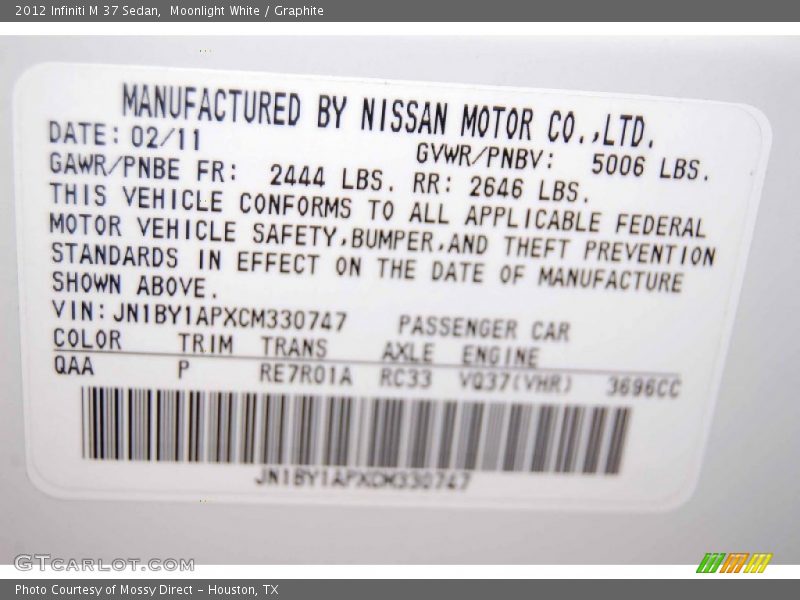 2012 Infiniti M 37 Sedan,  Moonlight White / Graphite
MANUFACTURED BY NISSAN MOTOR CO.,LTD.
DATE: 02/11
GVWR/PNBV: 5006 LBS.
GAWR/PNBE FR: 2444 LBS. RR: 2646 LBS.
THIS VEHICLE CONFORMS TO ALL APPLICABLE FEDERAL
MOTOR VEHICLE SAFETY,BUMPER,AND THEFT PREVENTION
STANDARDS IN EFFECT ON THE DATE OF MANUFACTURE
SHOWN ABOVE.
VIN: JN1BY1APXCM330747 PASSENGER CAR
COLOR TRIM TRANS AXLE ENGINE
QAA P RE7R01A RC33 VQ37(VHR) 3696CC
JN1BY1APXCM330747
GTCARLOT.COM
Photo Courtesy of Mossy Direct - Houston, TX